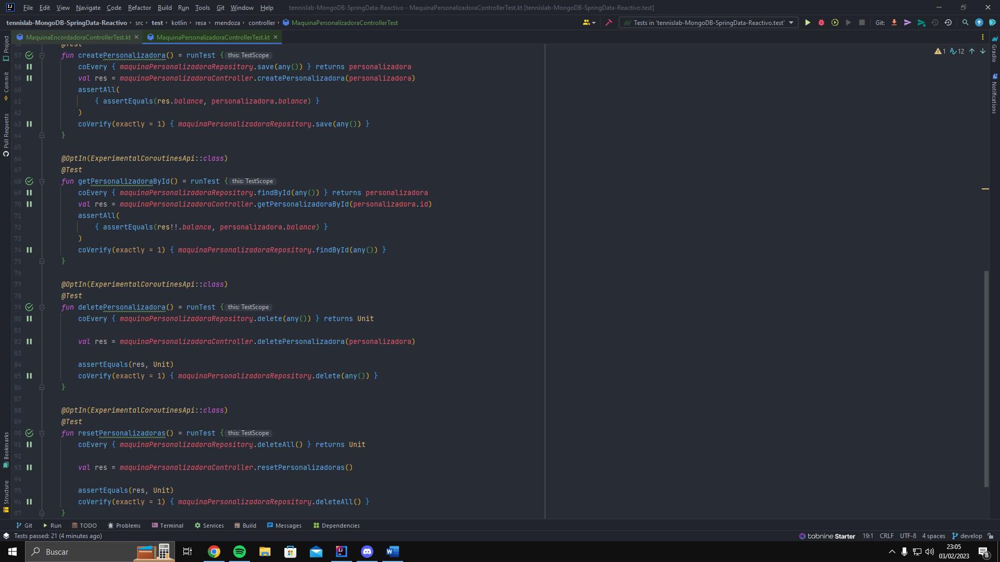 File Edit View Navigate Code Refactor Build Run Tools Git Window Help tennislab-MongoDB-SpringData-Reactivo - MaquinaPersonalizadoraControllerTest.kt [tennislab-MongoDB-SpringData-Reactivo.test]
tennislab-MongoDB-SpringData-Reactivo › src › test › kotlin › resa › mendoza › controller › MaquinaPersonalizadoraControllerTest Tests in 'tennislab-MongoDB-SpringData-Reactivo.test' Git:
MaquinaEncordadoraControllerTest.kt MaquinaPersonalizadoraControllerTest.kt
Project
Commit
Pull Requests
Bookmarks
Structure
Gradle
Notifications
1 12
56 @Test
57 fun createPersonalizadora() = runTest { this: TestScope
58 coEvery { maquinaPersonalizadoraRepository.save(any()) } returns personalizadora
59 val res = maquinaPersonalizadoraController.createPersonalizadora(personalizadora)
60 assertAll(
61 { assertEquals(res.balance, personalizadora.balance) }
62 )
63 coVerify(exactly = 1) { maquinaPersonalizadoraRepository.save(any()) }
64 }
65
66 @OptIn(ExperimentalCoroutinesApi::class)
67 @Test
68 fun getPersonalizadoraById() = runTest { this: TestScope
69 coEvery { maquinaPersonalizadoraRepository.findById(any()) } returns personalizadora
70 val res = maquinaPersonalizadoraController.getPersonalizadoraById(personalizadora.id)
71 assertAll(
72 { assertEquals(res!!.balance, personalizadora.balance) }
73 )
74 coVerify(exactly = 1) { maquinaPersonalizadoraRepository.findById(any()) }
75 }
76
77 @OptIn(ExperimentalCoroutinesApi::class)
78 @Test
79 fun deletePersonalizadora() = runTest { this: TestScope
80 coEvery { maquinaPersonalizadoraRepository.delete(any()) } returns Unit
81
82 val res = maquinaPersonalizadoraController.deletePersonalizadora(personalizadora)
83
84 assertEquals(res, Unit)
85 coVerify(exactly = 1) { maquinaPersonalizadoraRepository.delete(any()) }
86 }
87
88 @OptIn(ExperimentalCoroutinesApi::class)
89 @Test
90 fun resetPersonalizadoras() = runTest { this: TestScope
91 coEvery { maquinaPersonalizadoraRepository.deleteAll() } returns Unit
92
93 val res = maquinaPersonalizadoraController.resetPersonalizadoras()
94
95 assertEquals(res, Unit)
96 coVerify(exactly = 1) { maquinaPersonalizadoraRepository.deleteAll() }
97 }
Git Run TODO Problems Terminal Services Build Messages Dependencies
Tests passed: 21 (4 minutes ago) tabnine Starter 19:1 CRLF UTF-8 4 spaces develop
Buscar
23:05
03/02/2023
8